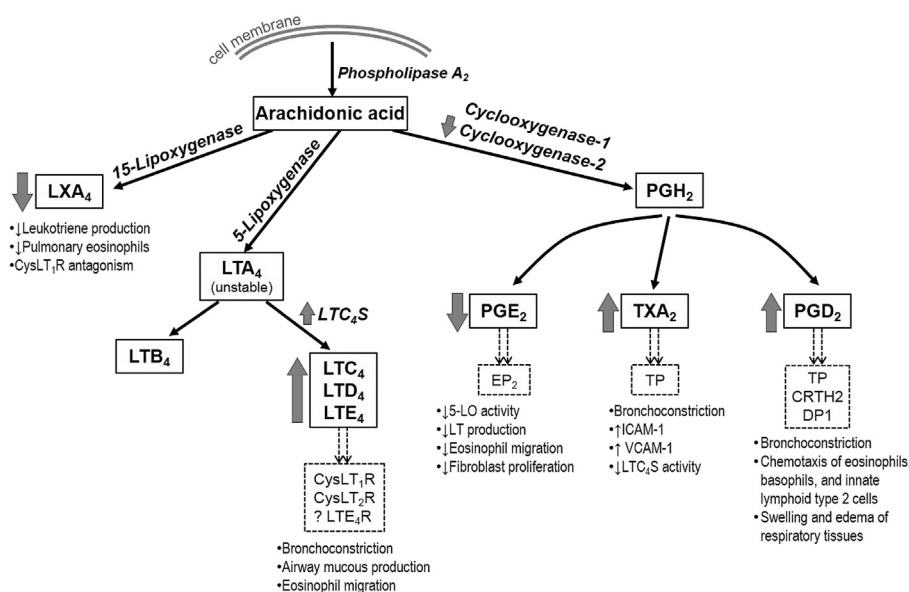 cell membrane
Phospholipase A₂
Arachidonic acid
Cyclooxygenase-1
Cyclooxygenase-2
15-Lipoxygenase
5-Lipoxygenase
LXA₄
•↓Leukotriene production
•↓Pulmonary eosinophils
•CysLT₁R antagonism
PGH₂
LTA₄
(unstable)
LTC₄S
LTB₄
LTC₄
LTD₄
LTE₄
CysLT₁R
CysLT₂R
? LTE₄R
•Bronchoconstriction
•Airway mucous production
•Eosinophil migration
PGE₂
EP₂
•↓5-LO activity
•↓LT production
•↓Eosinophil migration
•↓Fibroblast proliferation
TXA₂
TP
•Bronchoconstriction
•↑ICAM-1
•↑ VCAM-1
•↓LTC₄S activity
PGD₂
TP
CRTH2
DP1
•Bronchoconstriction
•Chemotaxis of eosinophils
basophils, and innate
lymphoid type 2 cells
•Swelling and edema of
respiratory tissues